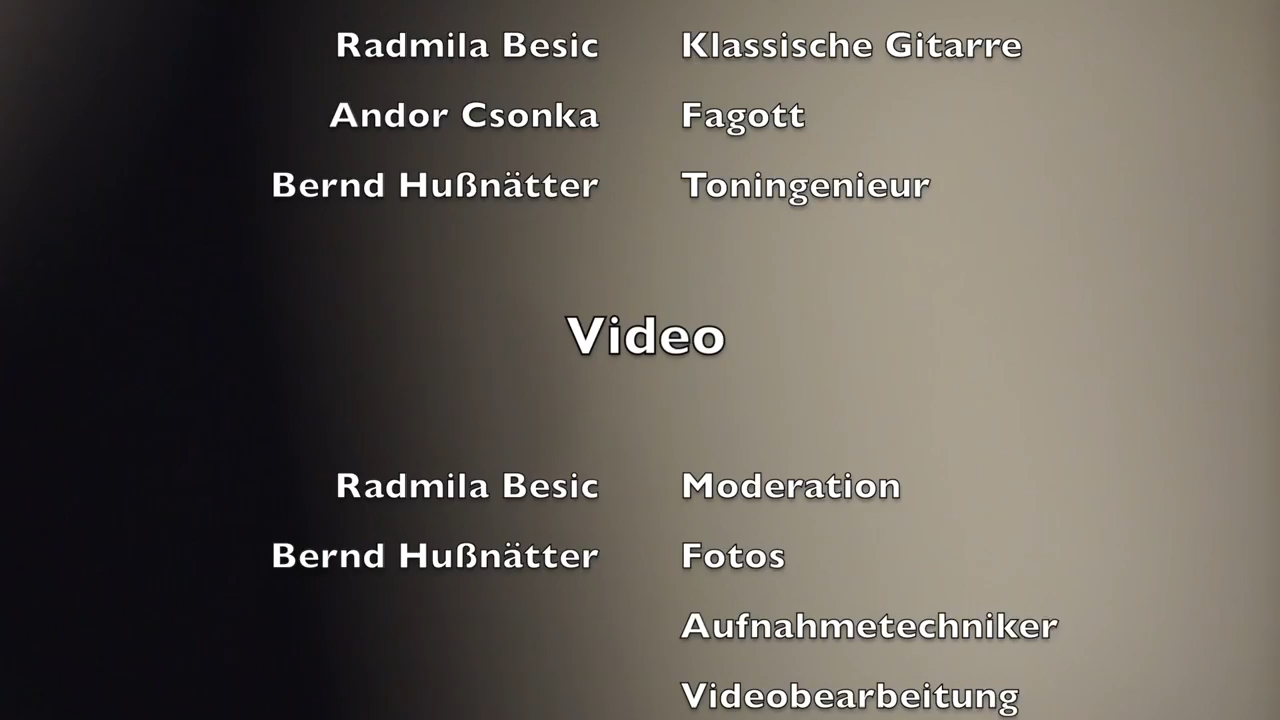 Radmila Besic Klassische Gitarre
Andor Csonka Fagott
Bernd Hußnätter Toningenieur
Video
Radmila Besic Moderation
Bernd Hußnätter Fotos
Aufnahmetechniker
Videobearbeitung